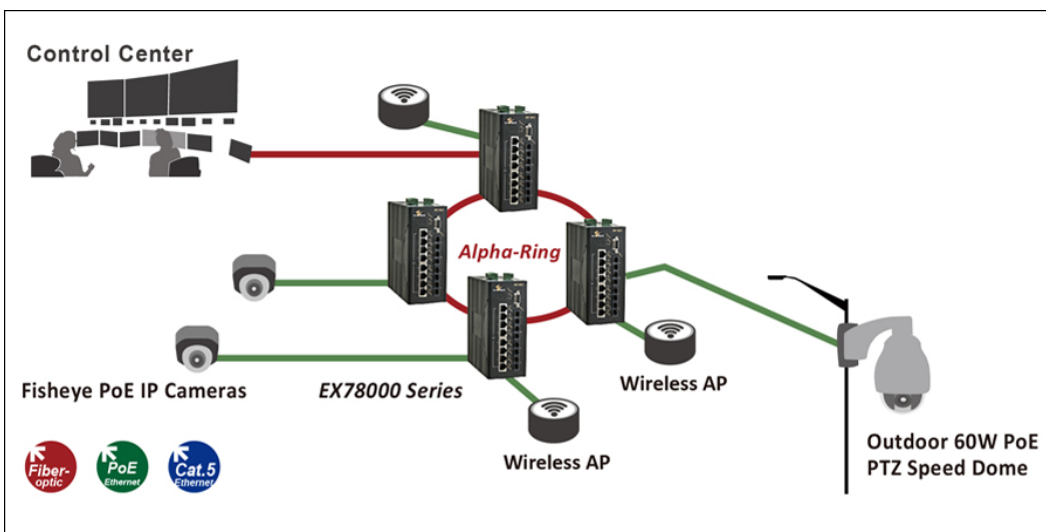 Control Center
Alpha-Ring
Fisheye PoE IP Cameras
EX78000 Series
Wireless AP
Wireless AP
Outdoor 60W PoE
PTZ Speed Dome
Fiber-
optic
PoE
Ethernet
Cat.5
Ethernet